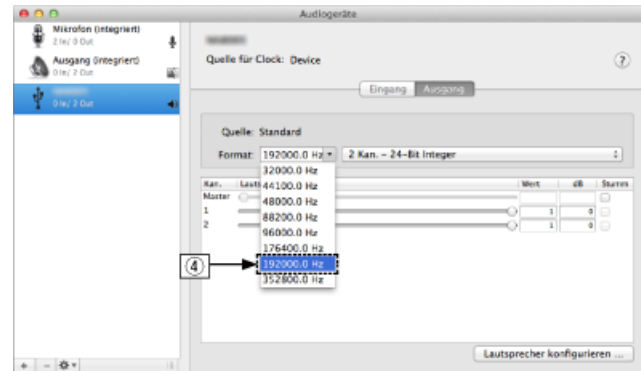 Audiogeräte
Mikrofon (integriert)
2 In/ 0 Out
Ausgang (integriert)
0 In/ 2 Out
0 In/ 2 Out
Quelle für Clock: Device
?
Eingang Ausgang
Quelle: Standard
Format: 192000.0 Hz 2 Kan. – 24-Bit Integer
32000.0 Hz
44100.0 Hz
48000.0 Hz
88200.0 Hz
96000.0 Hz
176400.0 Hz
192000.0 Hz
352800.0 Hz
Kan. Wert dB Stumm
Master
1 1 0
2 1 0
④
Lautsprecher konfigurieren ...